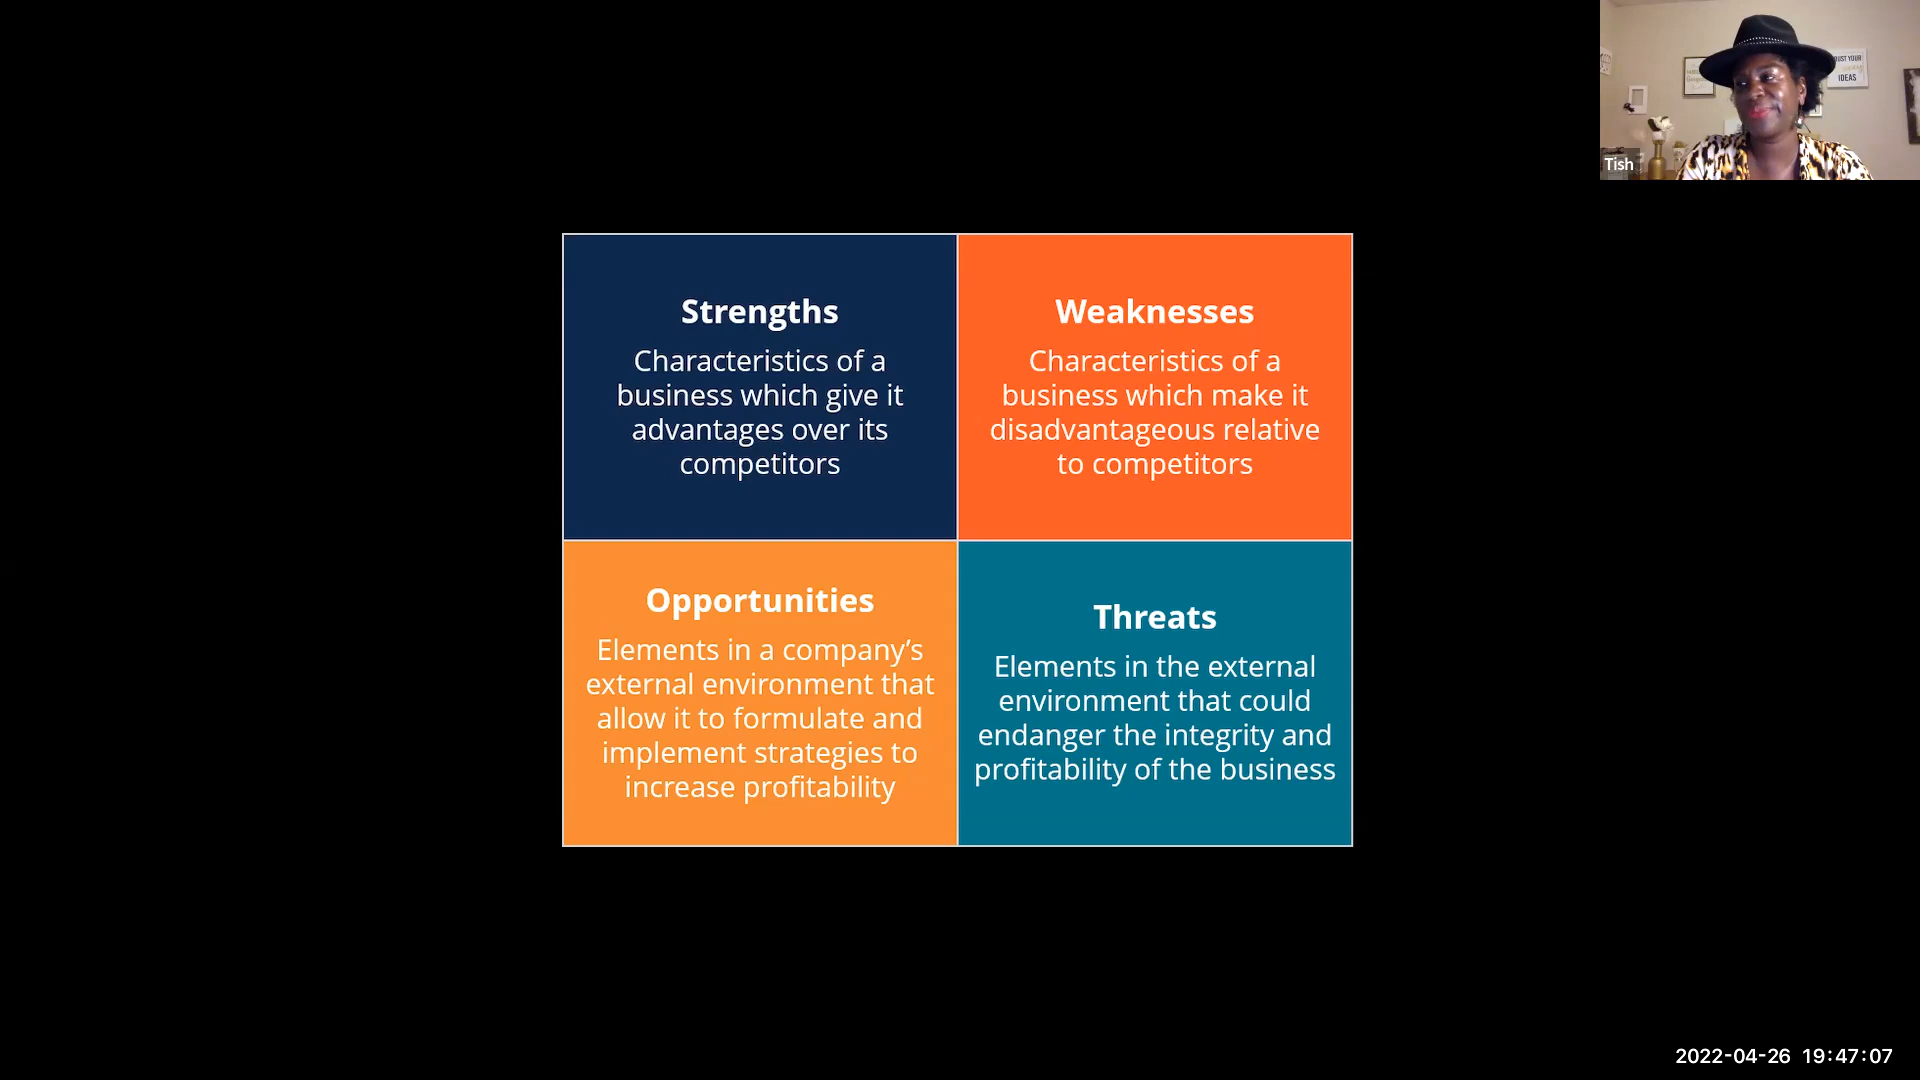 UST YOUR
IDEAS
Tish
Strengths
Characteristics of a
business which give it
advantages over its
competitors
Weaknesses
Characteristics of a
business which make it
disadvantageous relative
to competitors
Opportunities
Elements in a company’s
external environment that
allow it to formulate and
implement strategies to
increase profitability
Threats
Elements in the external
environment that could
endanger the integrity and
profitability of the business
2022-04-26 19:47:07